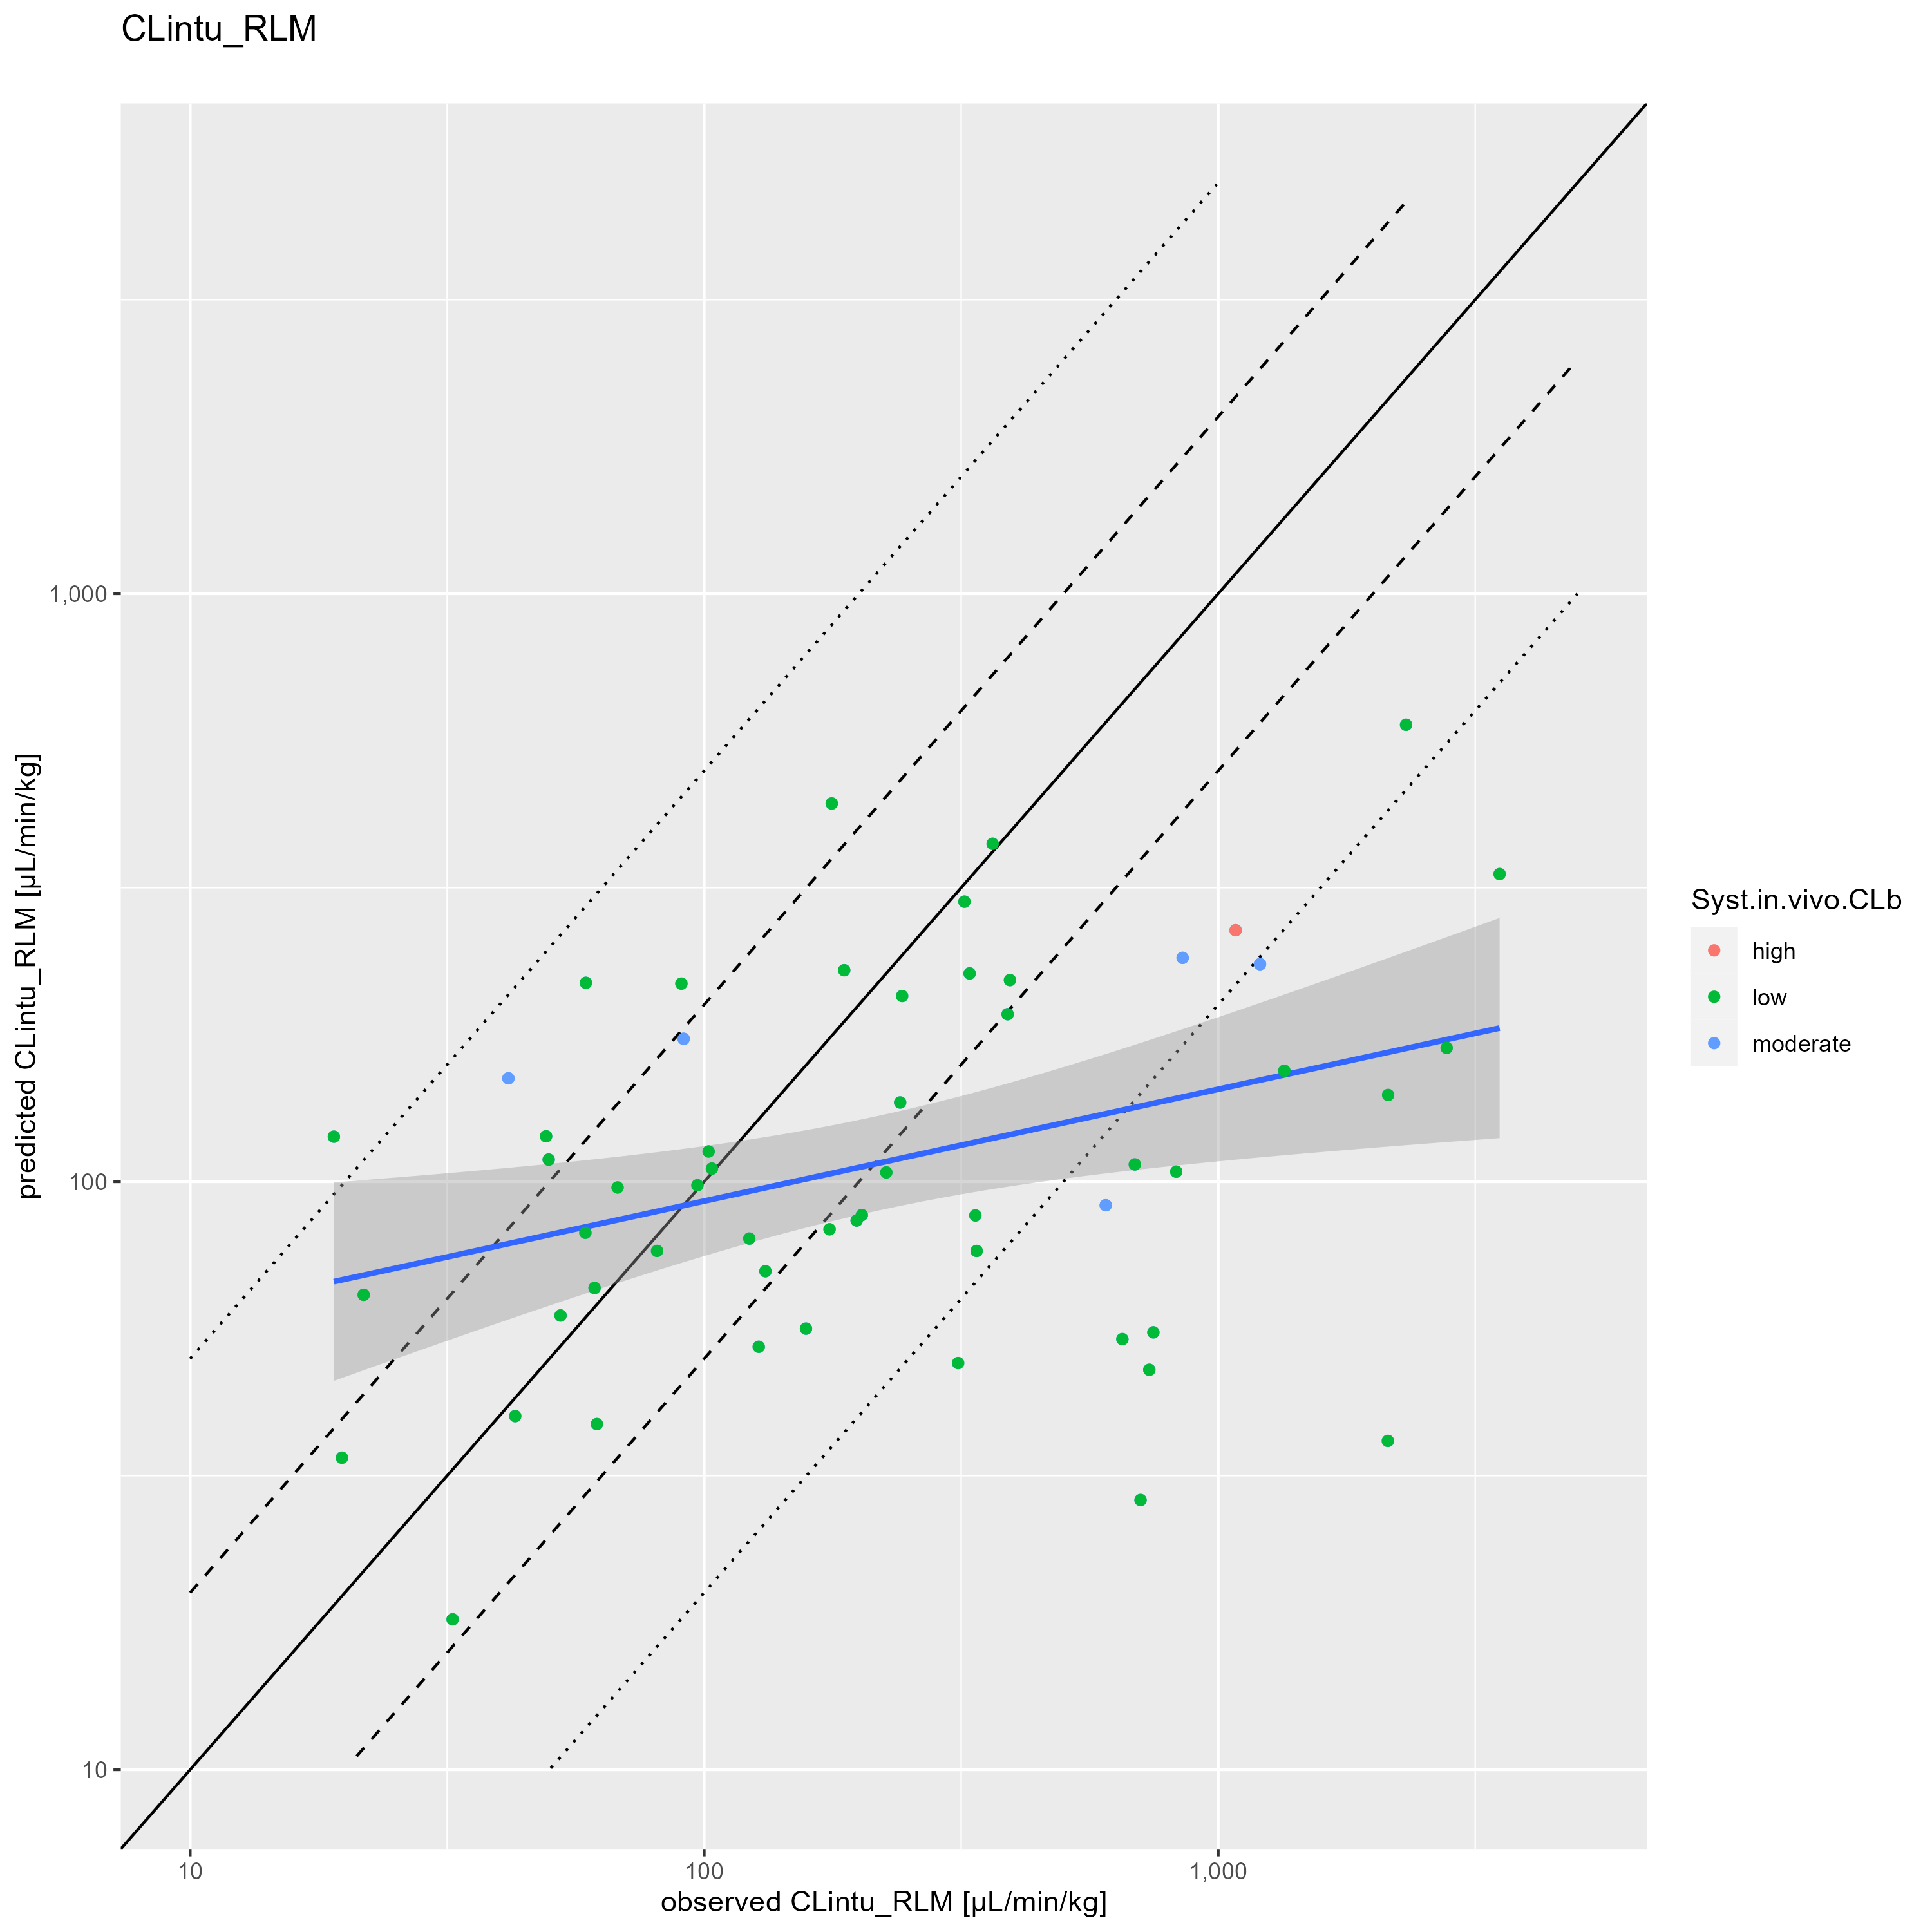 CLintu_RLM
predicted CLintu_RLM [µL/min/kg]
1,000
100
10
10
100
1,000
observed CLintu_RLM [µL/min/kg]
Syst.in.vivo.CLb
high
low
moderate